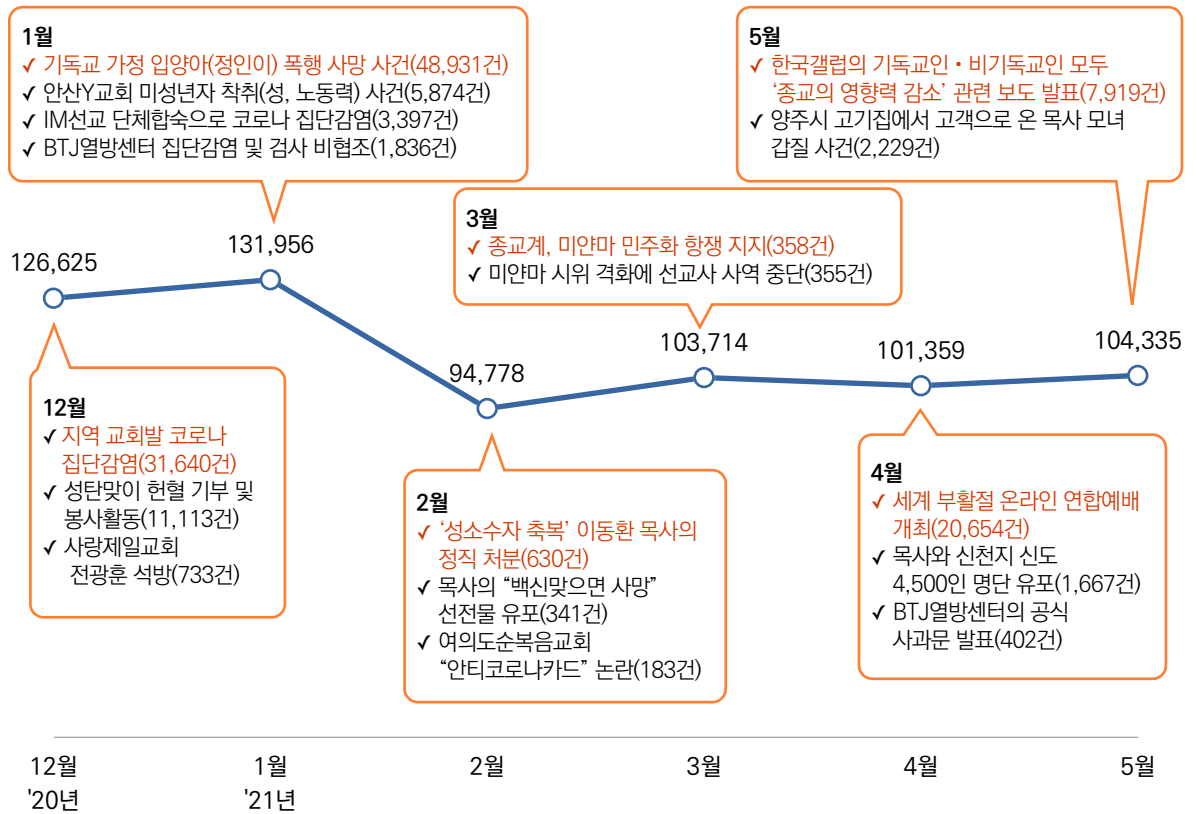 1월
✓ 기독교 가정 입양아(정인이) 폭행 사망 사건(48,931건)
✓ 안산Y교회 미성년자 착취(성, 노동력) 사건(5,874건)
✓ IM선교 단체합숙으로 코로나 집단감염(3,397건)
✓ BTJ열방센터 집단감염 및 검사 비협조(1,836건)
5월
✓ 한국갤럽의 기독교인・비기독교인 모두
‘종교의 영향력 감소’ 관련 보도 발표(7,919건)
✓ 양주시 고기집에서 고객으로 온 목사 모녀
갑질 사건(2,229건)
3월
✓ 종교계, 미얀마 민주화 항쟁 지지(358건)
✓ 미얀마 시위 격화에 선교사 사역 중단(355건)
126,625
131,956
94,778
103,714
101,359
104,335
12월
✓ 지역 교회발 코로나
집단감염(31,640건)
✓ 성탄맞이 헌혈 기부 및
봉사활동(11,113건)
✓ 사랑제일교회
전광훈 석방(733건)
2월
✓ ‘성소수자 축복’ 이동환 목사의
정직 처분(630건)
✓ 목사의 “백신맞으면 사망”
선전물 유포(341건)
✓ 여의도순복음교회
“안티코로나카드” 논란(183건)
4월
✓ 세계 부활절 온라인 연합예배
개최(20,654건)
✓ 목사와 신천지 신도
4,500인 명단 유포(1,667건)
✓ BTJ열방센터의 공식
사과문 발표(402건)
12월 1월 2월 3월 4월 5월
'20년 '21년